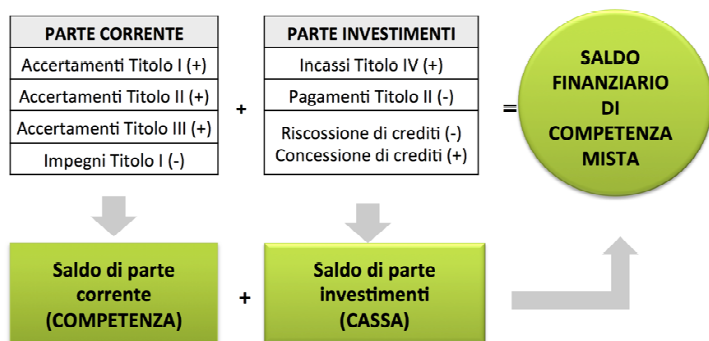 PARTE CORRENTE
Accertamenti Titolo I (+)
Accertamenti Titolo II (+)
Accertamenti Titolo III (+)
Impegni Titolo I (-)
+
PARTE INVESTIMENTI
Incassi Titolo IV (+)
Pagamenti Titolo II (-)
Riscossione di crediti (-)
Concessione di crediti (+)
=
SALDO
FINANZIARIO
DI
COMPETENZA
MISTA
Saldo di parte
corrente
(COMPETENZA)
+
Saldo di parte
investimenti
(CASSA)